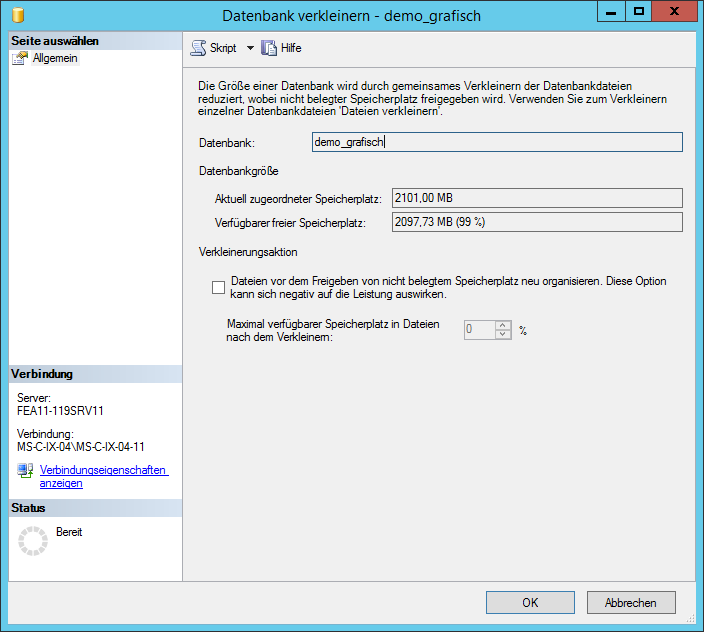 Datenbank verkleinern - demo_grafisch
Seite auswählen
Allgemein
Skript Hilfe
Die Größe einer Datenbank wird durch gemeinsames Verkleinern der Datenbankdateien
reduziert, wobei nicht belegter Speicherplatz freigegeben wird. Verwenden Sie zum Verkleinern
einzelner Datenbankdateien 'Dateien verkleinern'.
Datenbank: demo_grafisch
Datenbankgröße
Aktuell zugeordneter Speicherplatz: 2101,00 MB
Verfügbarer freier Speicherplatz: 2097,73 MB (99 %)
Verkleinerungsaktion
Dateien vor dem Freigeben von nicht belegtem Speicherplatz neu organisieren. Diese Option
kann sich negativ auf die Leistung auswirken.
Maximal verfügbarer Speicherplatz in Dateien
nach dem Verkleinern: 0 %
Verbindung
Server:
FEA11-119SRV11
Verbindung:
MS-C-IX-04\MS-C-IX-04-11
Verbindungseigenschaften
anzeigen
Status
Bereit
OK Abbrechen